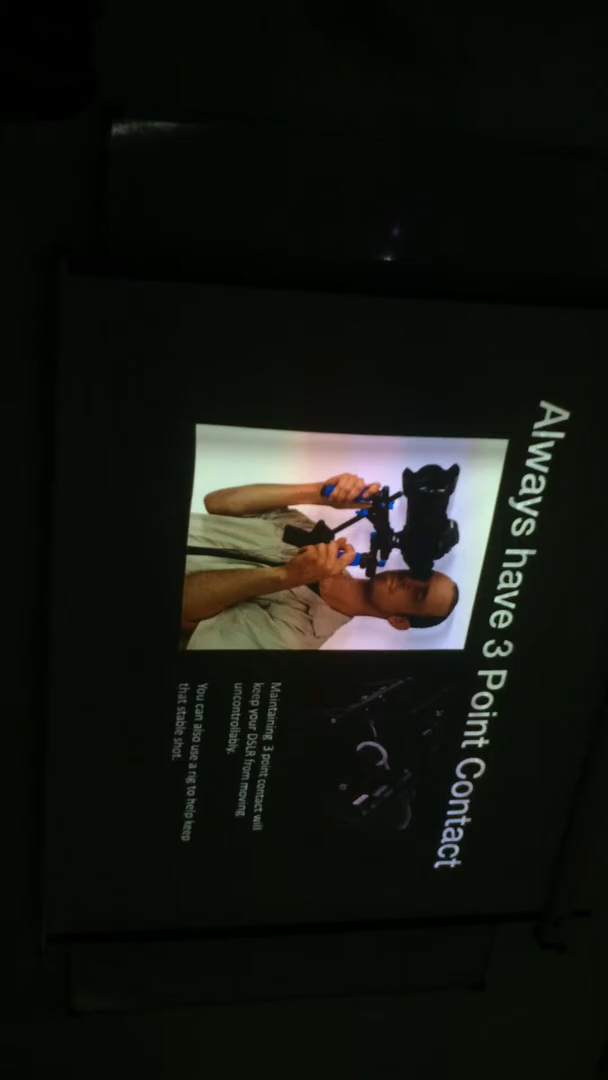 Always have 3 Point Contact
Maintaining 3 point contact will
keep your DSLR from moving
uncontrollably.
You can also use a rig to help keep
that stable shot.